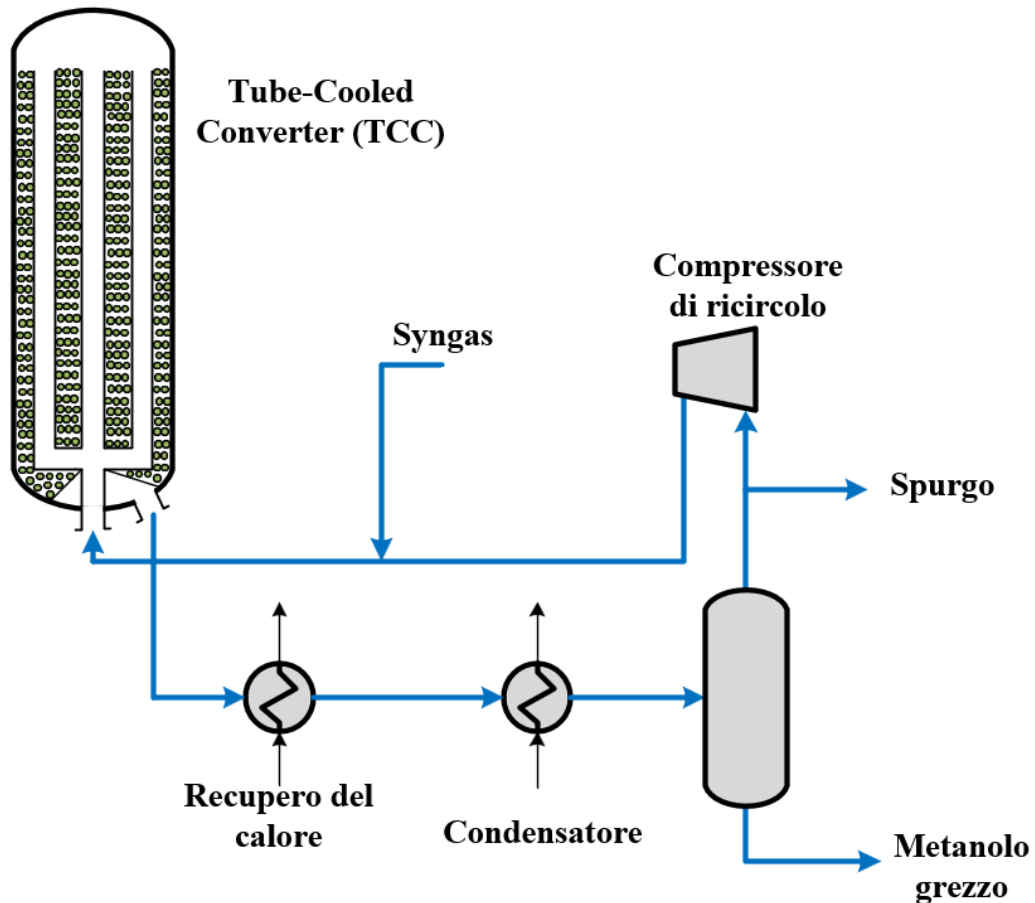 Tube-Cooled
Converter (TCC)
Compressore
di ricircolo
Syngas
Spurgo
Recupero del
calore
Condensatore
Metanolo
grezzo